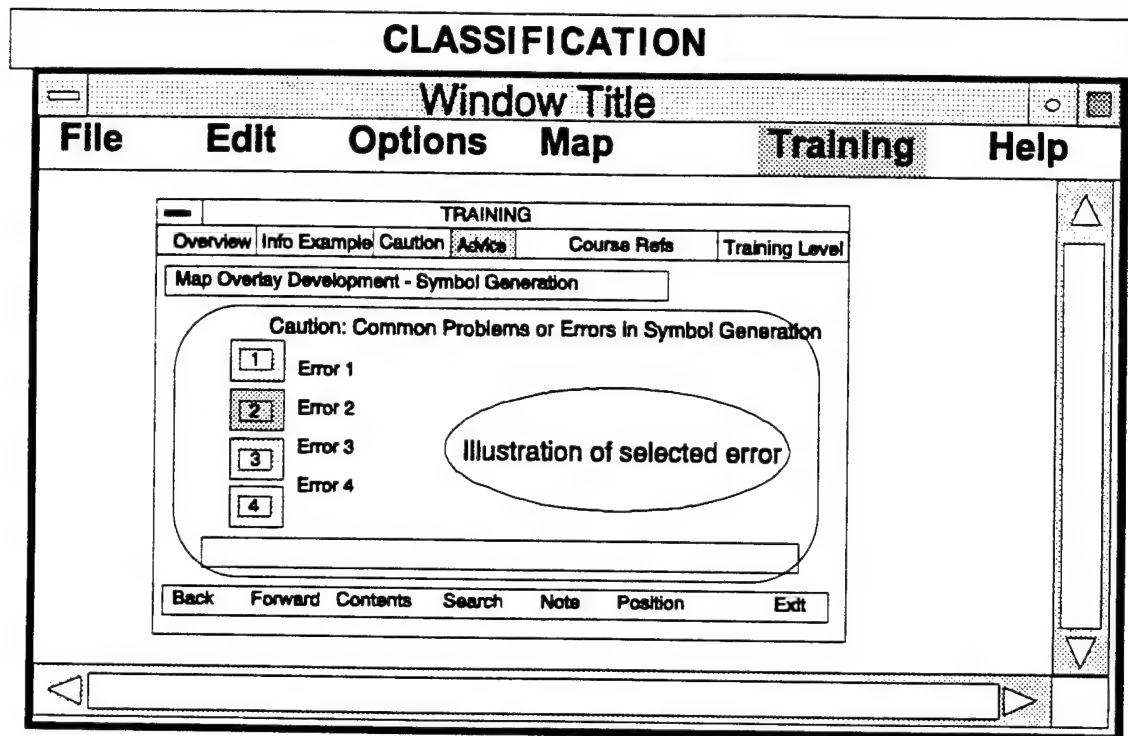 CLASSIFICATION
Window Title
File Edit Options Map Training Help
TRAINING
Overview Info Example Caution Advice Course Refs Training Level
Map Overlay Development - Symbol Generation
Caution: Common Problems or Errors in Symbol Generation
1 Error 1
2 Error 2
3 Error 3
4 Error 4
Illustration of selected error
Back Forward Contents Search Note Position Exit